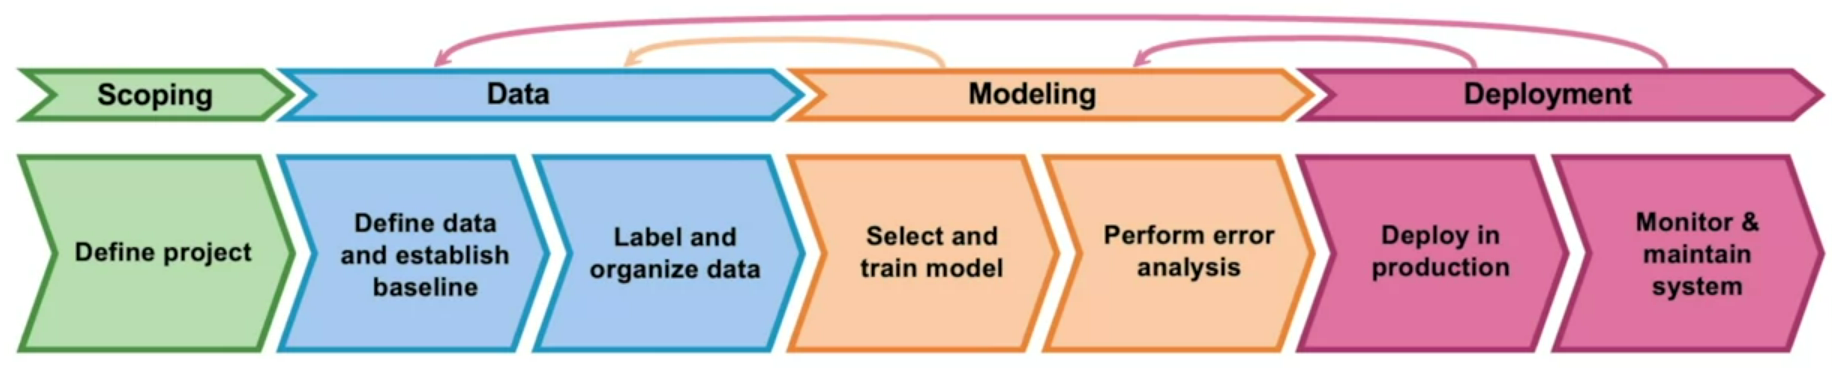 Scoping
Data
Modeling
Deployment
Define project
Define data
and establish
baseline
Label and
organize data
Select and
train model
Perform error
analysis
Deploy in
production
Monitor &
maintain
system